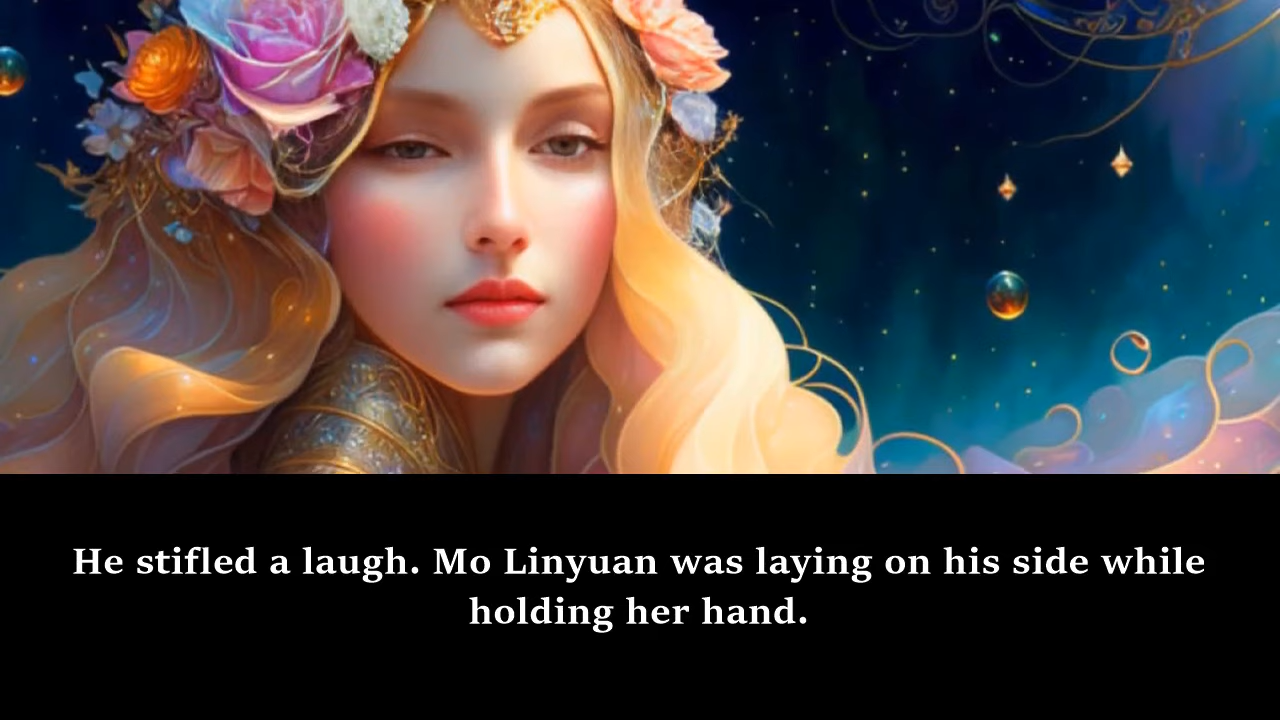 He stifled a laugh. Mo Linyuan was laying on his side while
holding her hand.